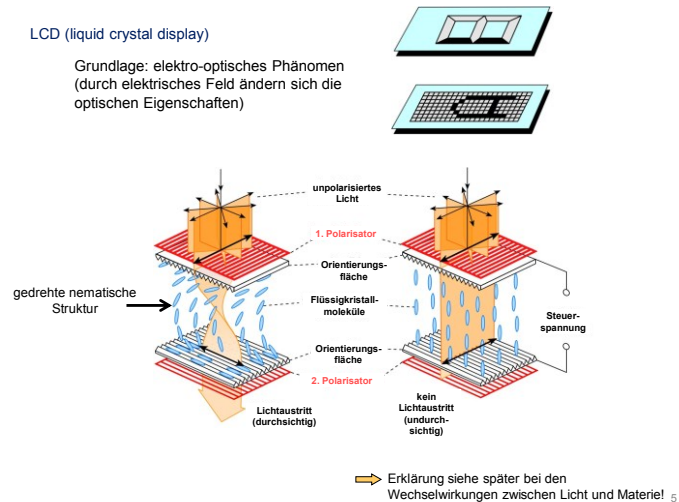 LCD (liquid crystal display)
Grundlage: elektro-optisches Phänomen
(durch elektrisches Feld ändern sich die
optischen Eigenschaften)
unpolarisiertes
Licht
1. Polarisator
Orientierungs-
fläche
gedrehte nematische
Struktur
Flüssigkristall-
moleküle
Steuer-
spannung
Orientierungs-
fläche
2. Polarisator
Lichtaustritt
(durchsichtig)
kein
Lichtaustritt
(undurch-
sichtig)
Erklärung siehe später bei den
Wechselwirkungen zwischen Licht und Materie!
5